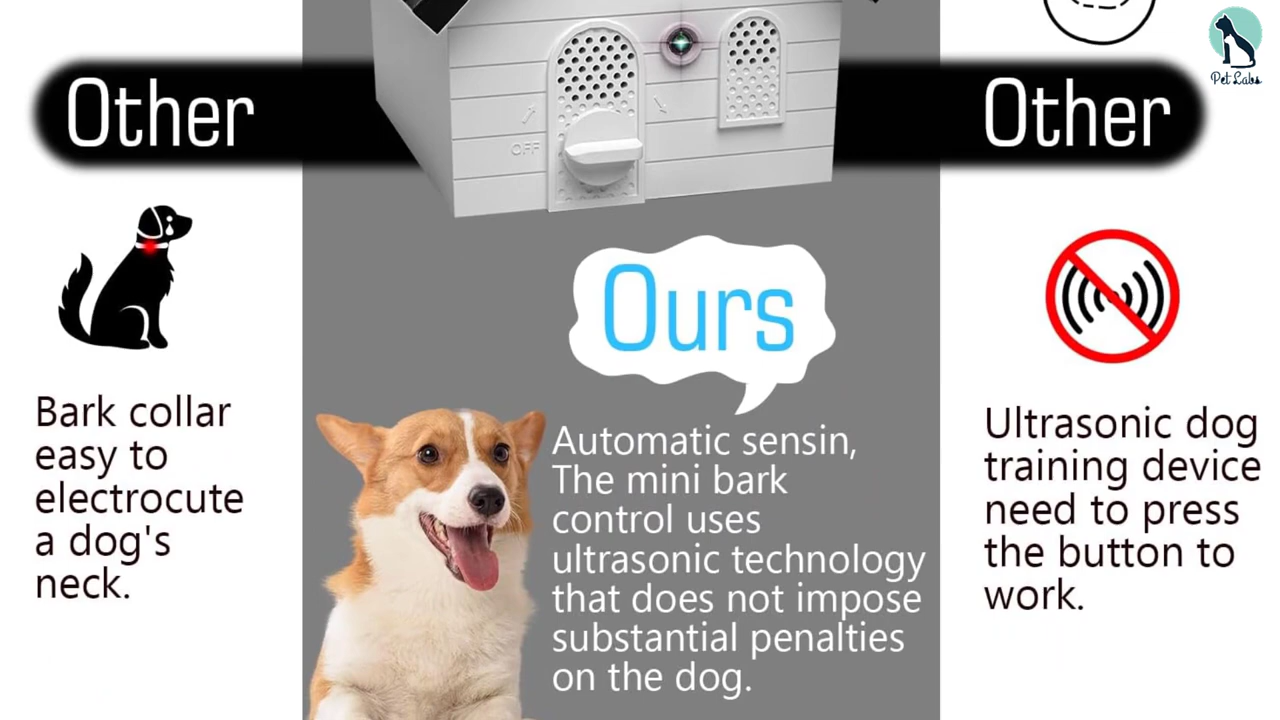 Pet Labs
Other
Other
OFF
Ours
Bark collar
easy to
electrocute
a dog's
neck.
Automatic sensin,
The mini bark
control uses
ultrasonic technology
that does not impose
substantial penalties
on the dog.
Ultrasonic dog
training device
need to press
the button to
work.